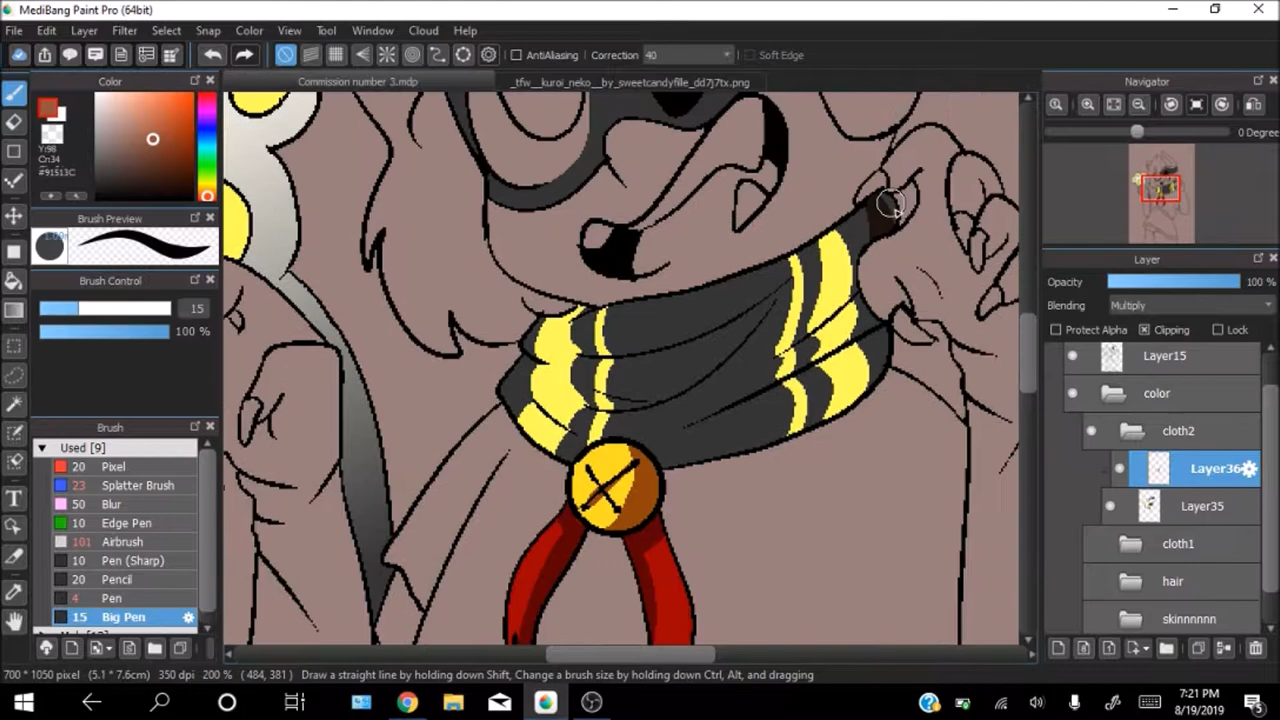 MediBang Paint Pro (64bit)
File Edit Layer Filter Select Snap Color View Tool Window Cloud Help
AntiAliasing Correction 40 Soft Edge
Color
Commission number 3.mdp
_tfw__kuroi_neko__by_sweetcandyfille_dd7j7tx.png
Navigator
0 Degree
Y:98
Cr:34
#91513C
Brush Preview
Brush Control
15
100 %
Layer
Opacity 100 %
Blending Multiply
Protect Alpha Clipping Lock
Layer15
color
cloth2
Layer36
Layer35
cloth1
hair
skinnnnnn
Brush
Used [9]
20 Pixel
23 Splatter Brush
50 Blur
10 Edge Pen
101 Airbrush
10 Pen (Sharp)
20 Pencil
4 Pen
15 Big Pen
700 * 1050 pixel (5.1 * 7.6cm) 350 dpi 200 % (484, 381) Draw a straight line by holding down Shift, Change a brush size by holding down Ctrl, Alt, and dragging
7:21 PM
8/19/2019
5